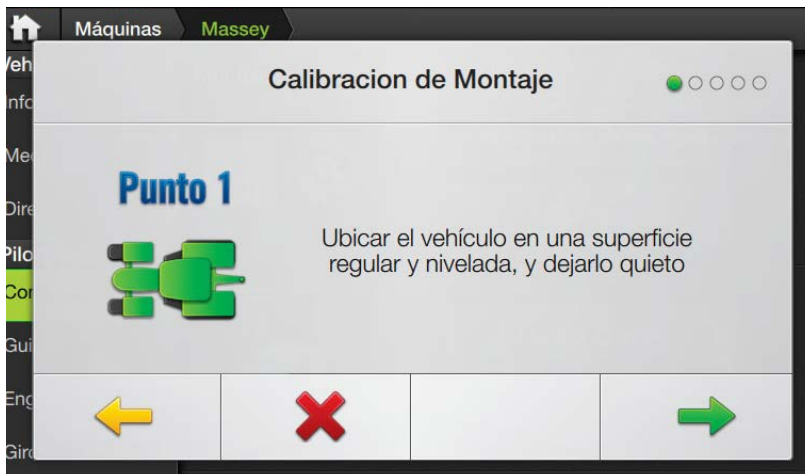 Máquinas Massey
Calibracion de Montaje
Punto 1
Ubicar el vehículo en una superficie
regular y nivelada, y dejarlo quieto